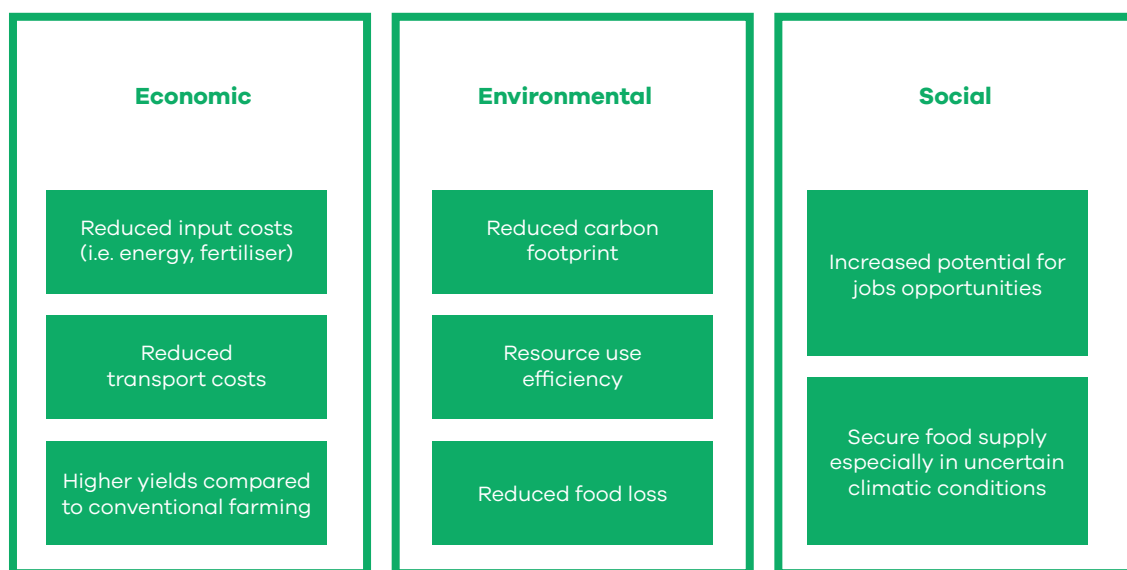 Economic
Reduced input costs
(i.e. energy, fertiliser)
Reduced
transport costs
Higher yields compared
to conventional farming
Environmental
Reduced carbon
footprint
Resource use
efficiency
Reduced food loss
Social
Increased potential for
jobs opportunities
Secure food supply
especially in uncertain
climatic conditions